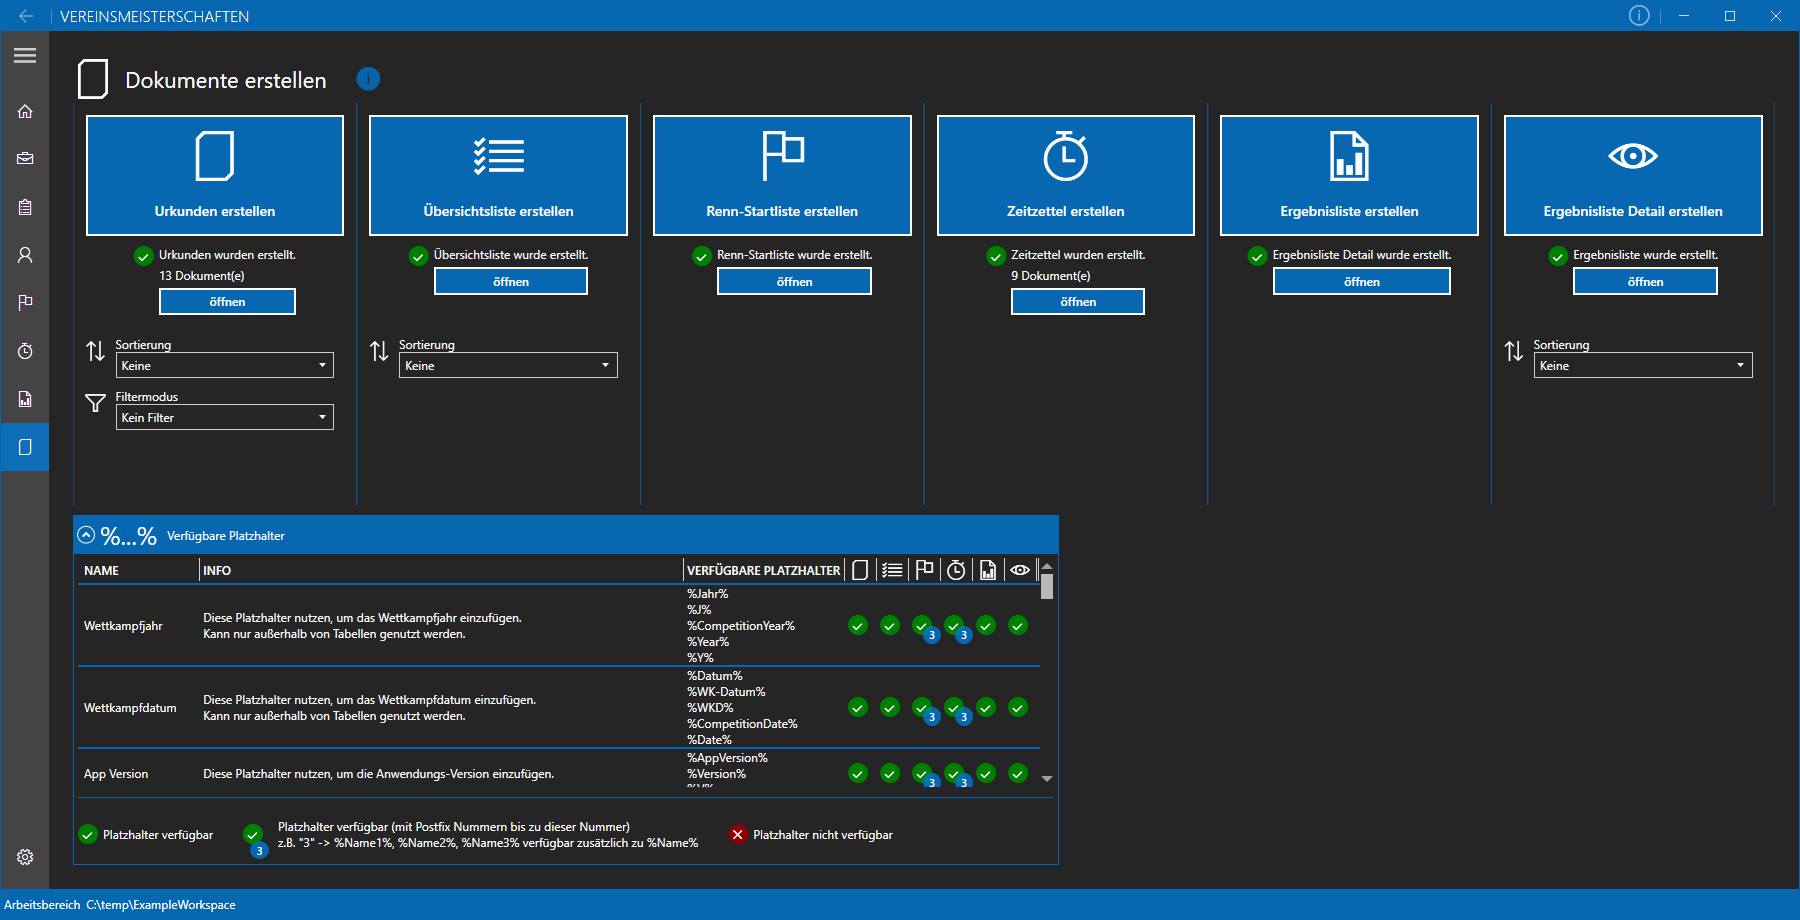 VEREINSMEISTERSCHAFTEN
Dokumente erstellen
Urkunden erstellen
Übersichtsliste erstellen
Renn-Startliste erstellen
Zeitzettel erstellen
Ergebnisliste erstellen
Ergebnisliste Detail erstellen
Urkunden wurden erstellt.
13 Dokument(e)
öffnen
Übersichtsliste wurde erstellt.
öffnen
Renn-Startliste wurde erstellt.
öffnen
Zeitzettel wurden erstellt.
9 Dokument(e)
öffnen
Ergebnisliste Detail wurde erstellt.
öffnen
Ergebnisliste wurde erstellt.
öffnen
Sortierung
Keine
Filtermodus
Kein Filter
Sortierung
Keine
Sortierung
Keine
%...% Verfügbare Platzhalter
NAME INFO VERFÜGBARE PLATZHALTER
Wettkampfjahr
Diese Platzhalter nutzen, um das Wettkampfjahr einzufügen.
Kann nur außerhalb von Tabellen genutzt werden.
%Jahr%
%J%
%CompetitionYear%
%Year%
%Y%
3 3
Wettkampfdatum
Diese Platzhalter nutzen, um das Wettkampfdatum einzufügen.
Kann nur außerhalb von Tabellen genutzt werden.
%Datum%
%WK-Datum%
%WKD%
%CompetitionDate%
%Date%
3 3
App Version
Diese Platzhalter nutzen, um die Anwendungs-Version einzufügen.
%AppVersion%
%Version%
3 3
Platzhalter verfügbar
3
Platzhalter verfügbar (mit Postfix Nummern bis zu dieser Nummer)
z.B. "3" -> %Name1%, %Name2%, %Name3% verfügbar zusätzlich zu %Name%
Platzhalter nicht verfügbar
Arbeitsbereich C:\temp\ExampleWorkspace